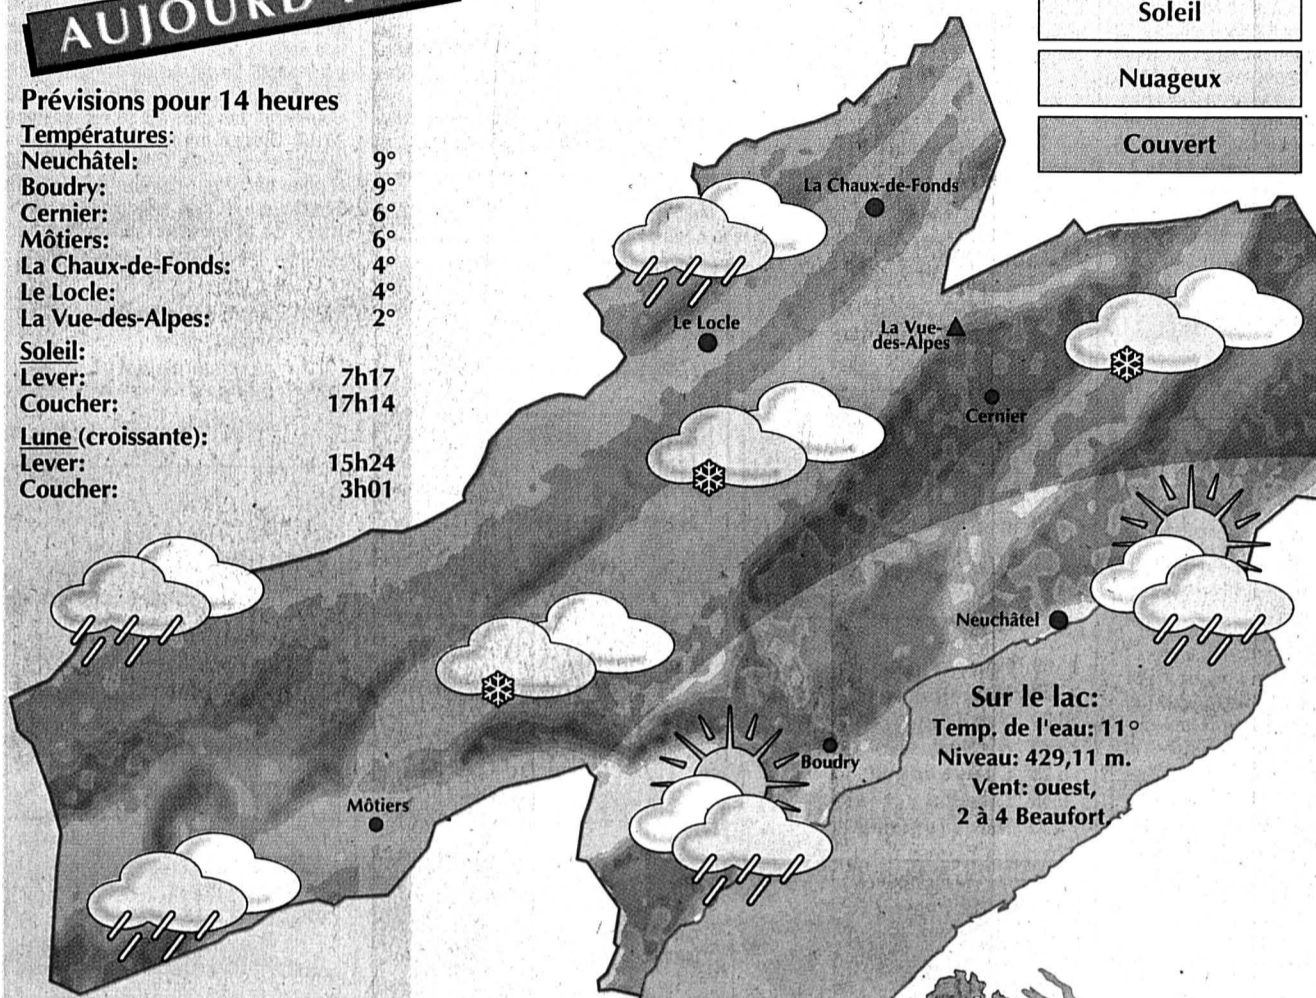 Prévisions pour 14 heures
Températures:
Neuchâtel: 9°
Boudry: 9°
Cernier: 6°
Môtiers: 6°
La Chaux-de-Fonds: 4°
Le Locle: 4°
La Vue-des-Alpes: 2°
Soleil:
Lever: 7h17
Coucher: 17h14
Lune (croissante):
Lever: 15h24
Coucher: 3h01
Soleil
Nuageux
Couvert
La Chaux-de-Fonds
Le Locle
La Vue-
des-Alpes
Cernier
Neuchâtel
Boudry
Môtiers
Sur le lac:
Temp. de l'eau: 11°
Niveau: 429,11 m.
Vent: ouest,
2 à 4 Beaufort.